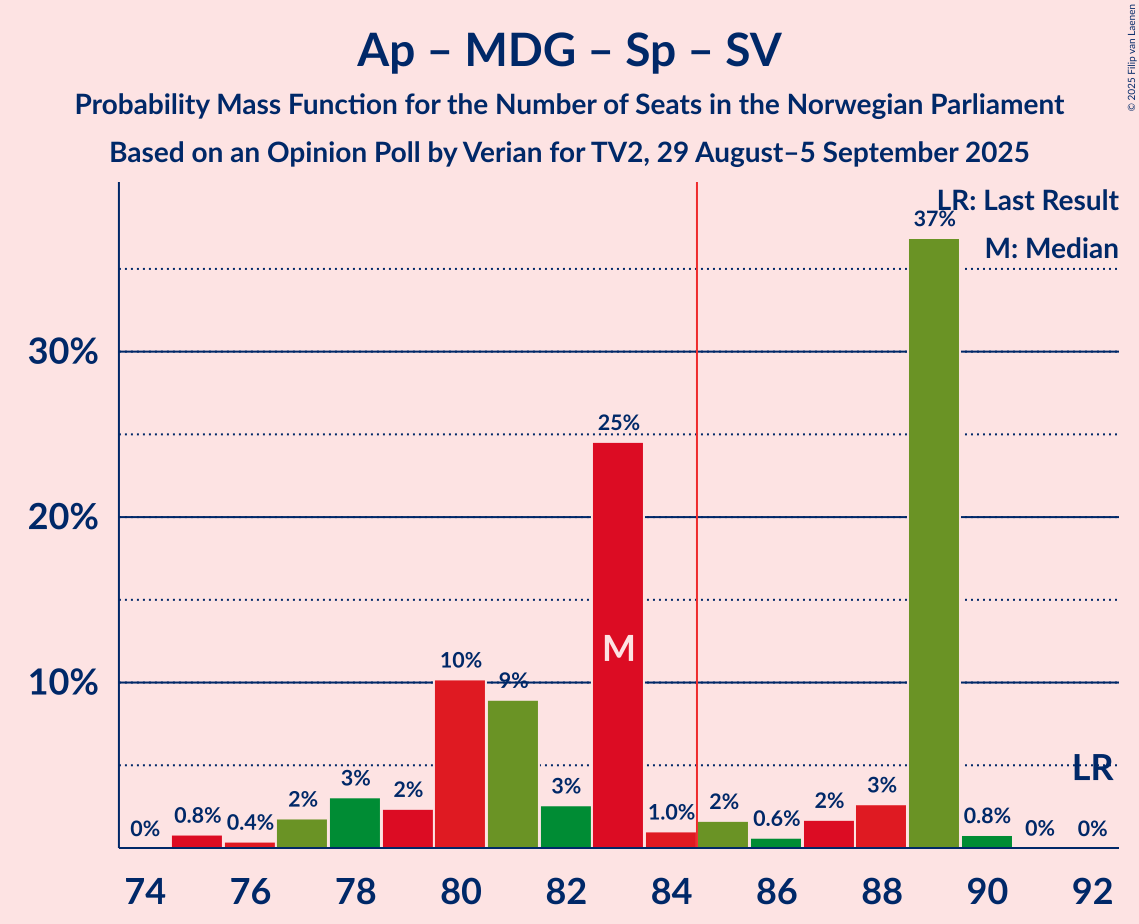 Ap – MDG – Sp – SV
Probability Mass Function for the Number of Seats in the Norwegian Parliament
Based on an Opinion Poll by Verian for TV2, 29 August–5 September 2025
© 2025 Filip van Laenen
LR: Last Result
M: Median
37%
30%
25%
20%
M
10%
10%
9%
LR
0%
0.8%
0.4%
2%
3%
2%
3%
1.0%
2%
0.6%
2%
3%
0.8%
0%
0%
74 76 78 80 82 84 86 88 90 92